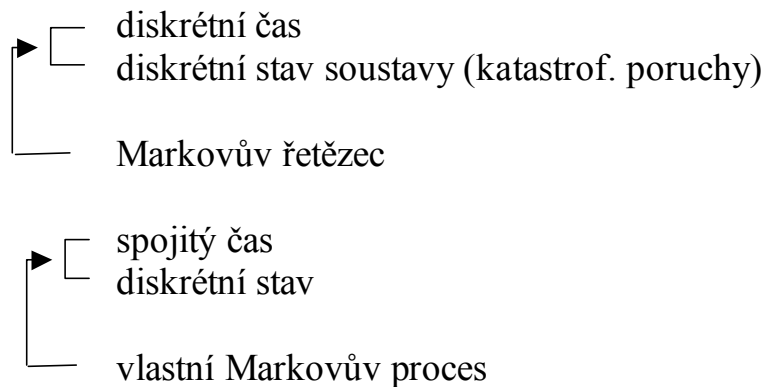 diskrétní čas
diskrétní stav soustavy (katastrof. poruchy)
Markovův řetězec
spojitý čas
diskrétní stav
vlastní Markovův proces